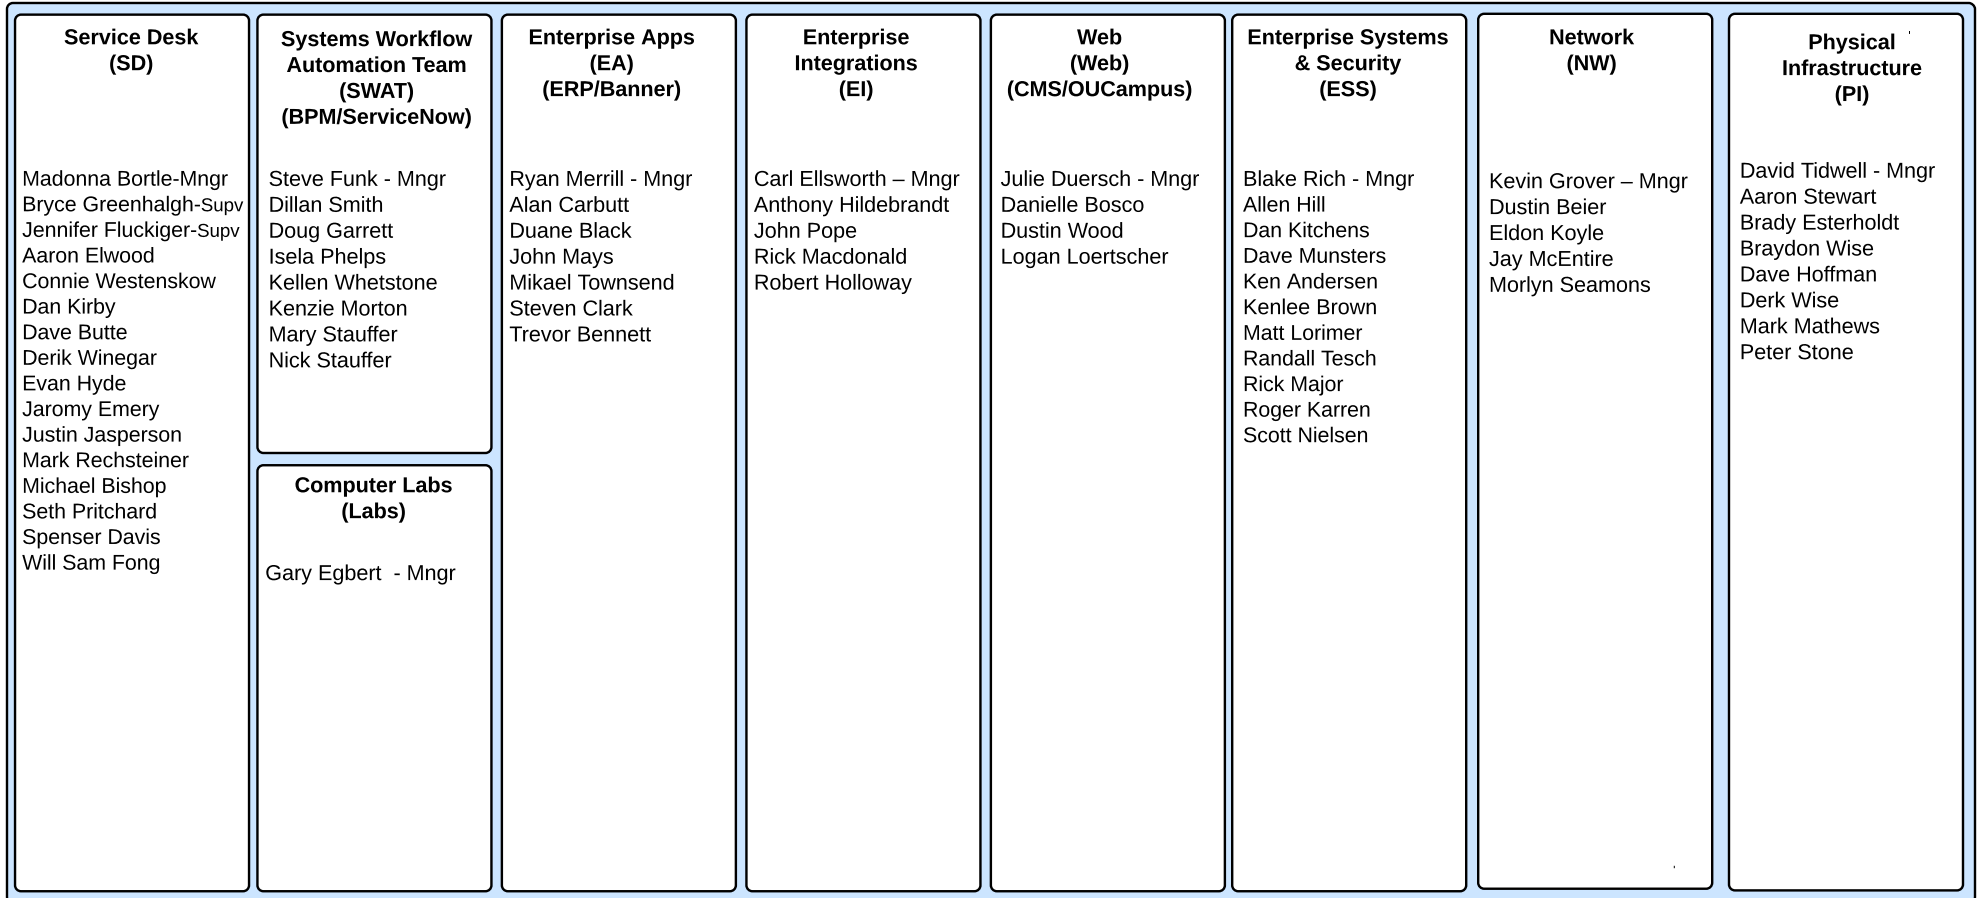 Service Desk
(SD)
Madonna Bortle-Mngr
Bryce Greenhalgh-Supv
Jennifer Fluckiger-Supv
Aaron Elwood
Connie Westenskow
Dan Kirby
Dave Butte
Derik Winegar
Evan Hyde
Jaromy Emery
Justin Jasperson
Mark Rechsteiner
Michael Bishop
Seth Pritchard
Spenser Davis
Will Sam Fong
Systems Workflow
Automation Team
(SWAT)
(BPM/ServiceNow)
Steve Funk - Mngr
Dillan Smith
Doug Garrett
Isela Phelps
Kellen Whetstone
Kenzie Morton
Mary Stauffer
Nick Stauffer
Computer Labs
(Labs)
Gary Egbert  - Mngr
Enterprise Apps
(EA)
(ERP/Banner)
Ryan Merrill - Mngr
Alan Carbutt
Duane Black
John Mays
Mikael Townsend
Steven Clark
Trevor Bennett
Enterprise
Integrations
(EI)
Carl Ellsworth – Mngr
Anthony Hildebrandt
John Pope
Rick Macdonald
Robert Holloway
Web
(Web)
(CMS/OUCampus)
Julie Duersch - Mngr
Danielle Bosco
Dustin Wood
Logan Loertscher
Enterprise Systems
& Security
(ESS)
Blake Rich - Mngr
Allen Hill
Dan Kitchens
Dave Munsters
Ken Andersen
Kenlee Brown
Matt Lorimer
Randall Tesch
Rick Major
Roger Karren
Scott Nielsen
Network
(NW)
Kevin Grover – Mngr
Dustin Beier
Eldon Koyle
Jay McEntire
Morlyn Seamons
Physical
Infrastructure
(PI)
David Tidwell - Mngr
Aaron Stewart
Brady Esterholdt
Braydon Wise
Dave Hoffman
Derk Wise
Mark Mathews
Peter Stone